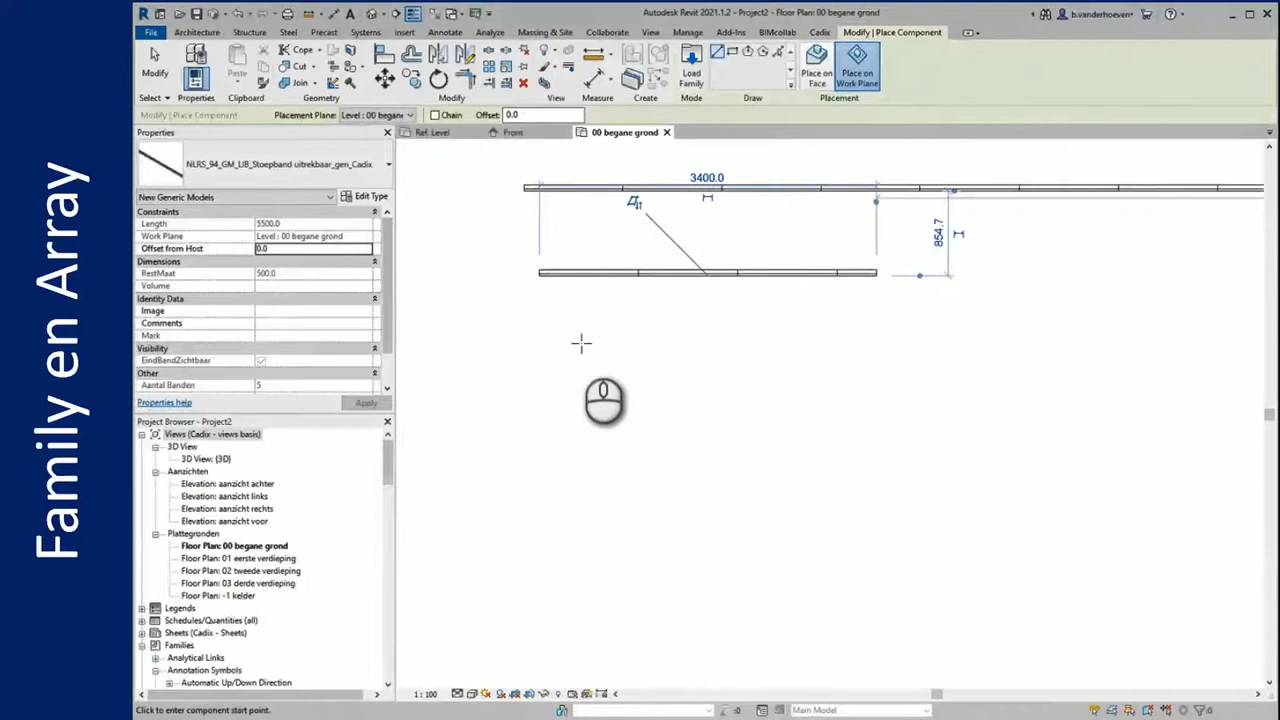 Family en Array
Autodesk Revit 2021.1.2 - Project2 - Floor Plan: 00 begane grond
b.vanderhoeven
File Architecture Structure Steel Precast Systems Insert Annotate Analyze Massing & Site Collaborate View Manage Add-Ins BIMcollab Cadix Modify | Place Component
Modify
Properties
Paste
Cope
Cut
Join
Load Family
Place on Face
Place on Work Plane
Select Properties Clipboard Geometry Modify View Measure Create Mode Draw Placement
Modify | Place Component Placement Plane: Level : 00 begane Chain Offset: 0.0
Properties
Ref. Level Front 00 begane grond
NLRS_94_GM_LIB_Stoepband uitrekbaar_gen_Cadix
New Generic Models Edit Type
Constraints
Length 5500.0
Work Plane Level : 00 begane grond
Offset from Host 0.0
Dimensions
RestMaat 500.0
Volume
Identity Data
Image
Comments
Mark
Visibility
EindBandZichtbaar
Other
Aantal Banden 5
Properties help Apply
3400.0
854.7
Project Browser - Project2
Views (Cadix - views basis)
3D View
3D View: {3D}
Aanzichten
Elevation: aanzicht achter
Elevation: aanzicht links
Elevation: aanzicht rechts
Elevation: aanzicht voor
Plattegronden
Floor Plan: 00 begane grond
Floor Plan: 01 eerste verdieping
Floor Plan: 02 tweede verdieping
Floor Plan: 03 derde verdieping
Floor Plan: -1 kelder
Legends
Schedules/Quantities (all)
Sheets (Cadix - Sheets)
Families
Analytical Links
Annotation Symbols
Automatic Up/Down Direction
1 : 100
Click to enter component start point.
:0 Main Model :0